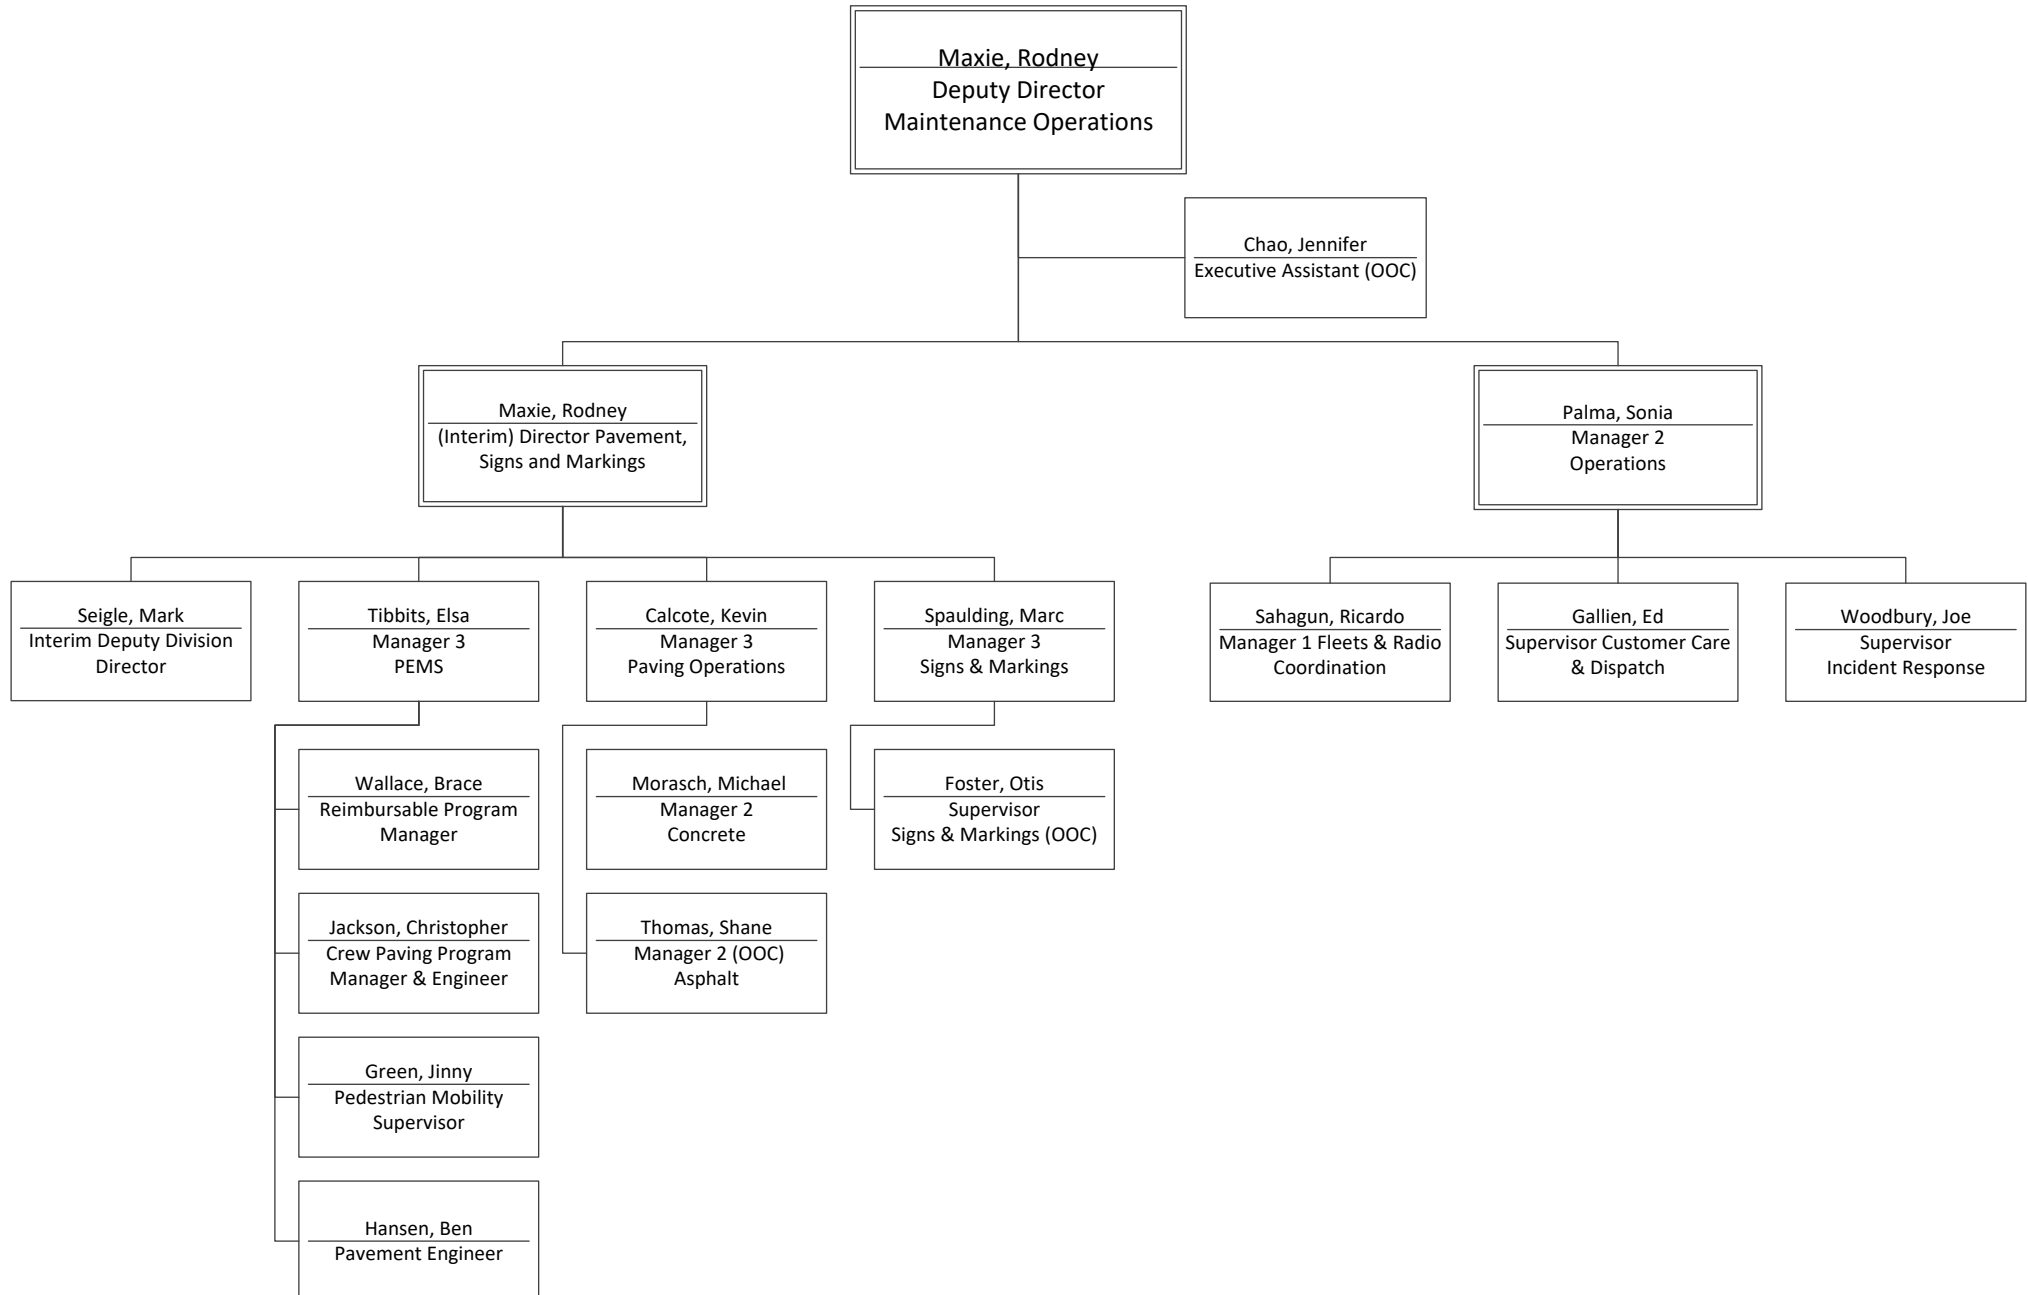 Maxie, Rodney
Deputy Director
Maintenance Operations
Chao, Jennifer
Executive Assistant (OOC)
Maxie, Rodney
(Interim) Director Pavement,
Signs and Markings
Palma, Sonia
Manager 2
Operations
Seigle, Mark
Interim Deputy Division
Director
Tibbits, Elsa
Manager 3
PEMS
Calcote, Kevin
Manager 3
Paving Operations
Spaulding, Marc
Manager 3
Signs & Markings
Sahagun, Ricardo
Manager 1 Fleets & Radio
Coordination
Gallien, Ed
Supervisor Customer Care
& Dispatch
Woodbury, Joe
Supervisor
Incident Response
Wallace, Brace
Reimbursable Program
Manager
Morasch, Michael
Manager 2
Concrete
Foster, Otis
Supervisor
Signs & Markings (OOC)
Jackson, Christopher
Crew Paving Program
Manager & Engineer
Thomas, Shane
Manager 2 (OOC)
Asphalt
Green, Jinny
Pedestrian Mobility
Supervisor
Hansen, Ben
Pavement Engineer